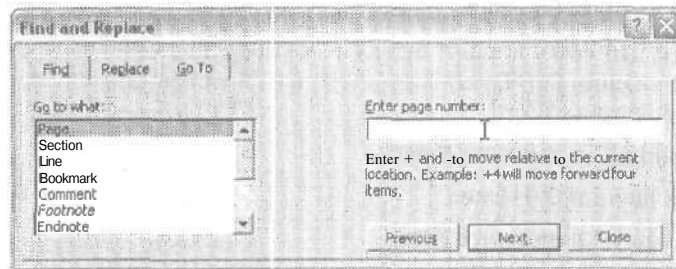 Find and Replace
Find Replace Go To
Go to what:
Page
Section
Line
Bookmark
Comment
Footnote
Endnote
Enter page number:
Enter + and -to move relative to the current
location. Example: +4 will move forward four
items.
Previous Next Close